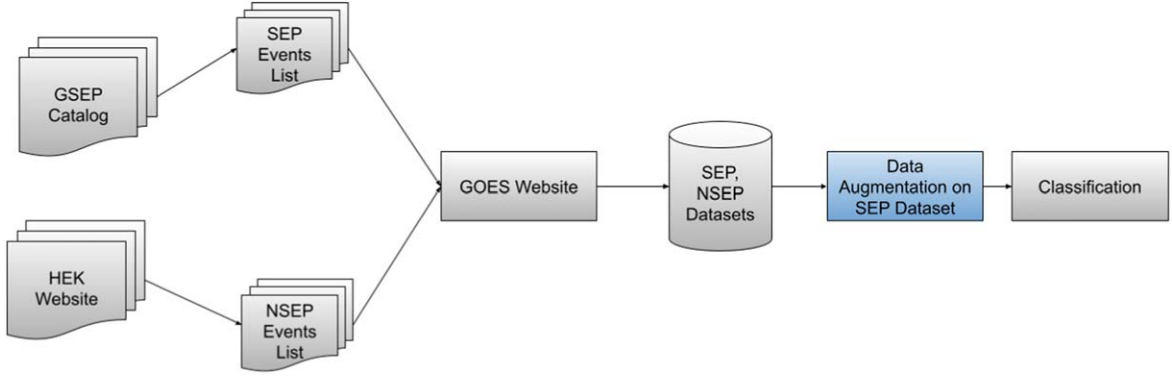 GSEP
Catalog
SEP
Events
List
HEK
Website
NSEP
Events
List
GOES Website
SEP,
NSEP
Datasets
Data
Augmentation on
SEP Dataset
Classification